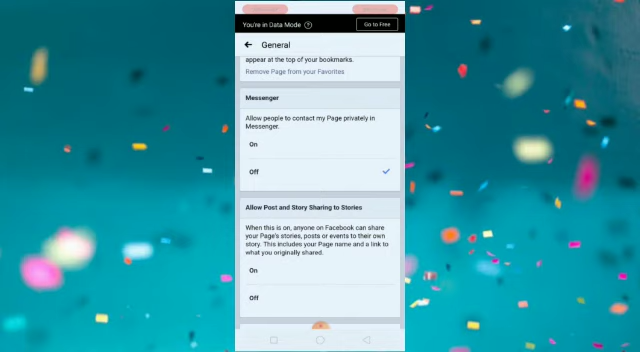 You're in Data Mode
Go to Free
General
appear at the top of your bookmarks.
Remove Page from your Favorites
Messenger
Allow people to contact my Page privately in
Messenger.
On
Off
Allow Post and Story Sharing to Stories
When this is on, anyone on Facebook can share
your Page's stories, posts or events to their own
story. This includes your Page name and a link to
what you originally shared.
On
Off